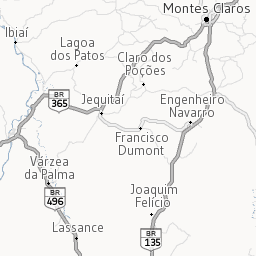 Montes Claros
Ibiaí
Lagoa
dos Patos
Claro dos
Poções
BR
365
Jequitaí
Engenheiro
Navarro
Francisco
Dumont
Várzea
da Palma
BR
496
Joaquim
Felício
Lassance
BR
135